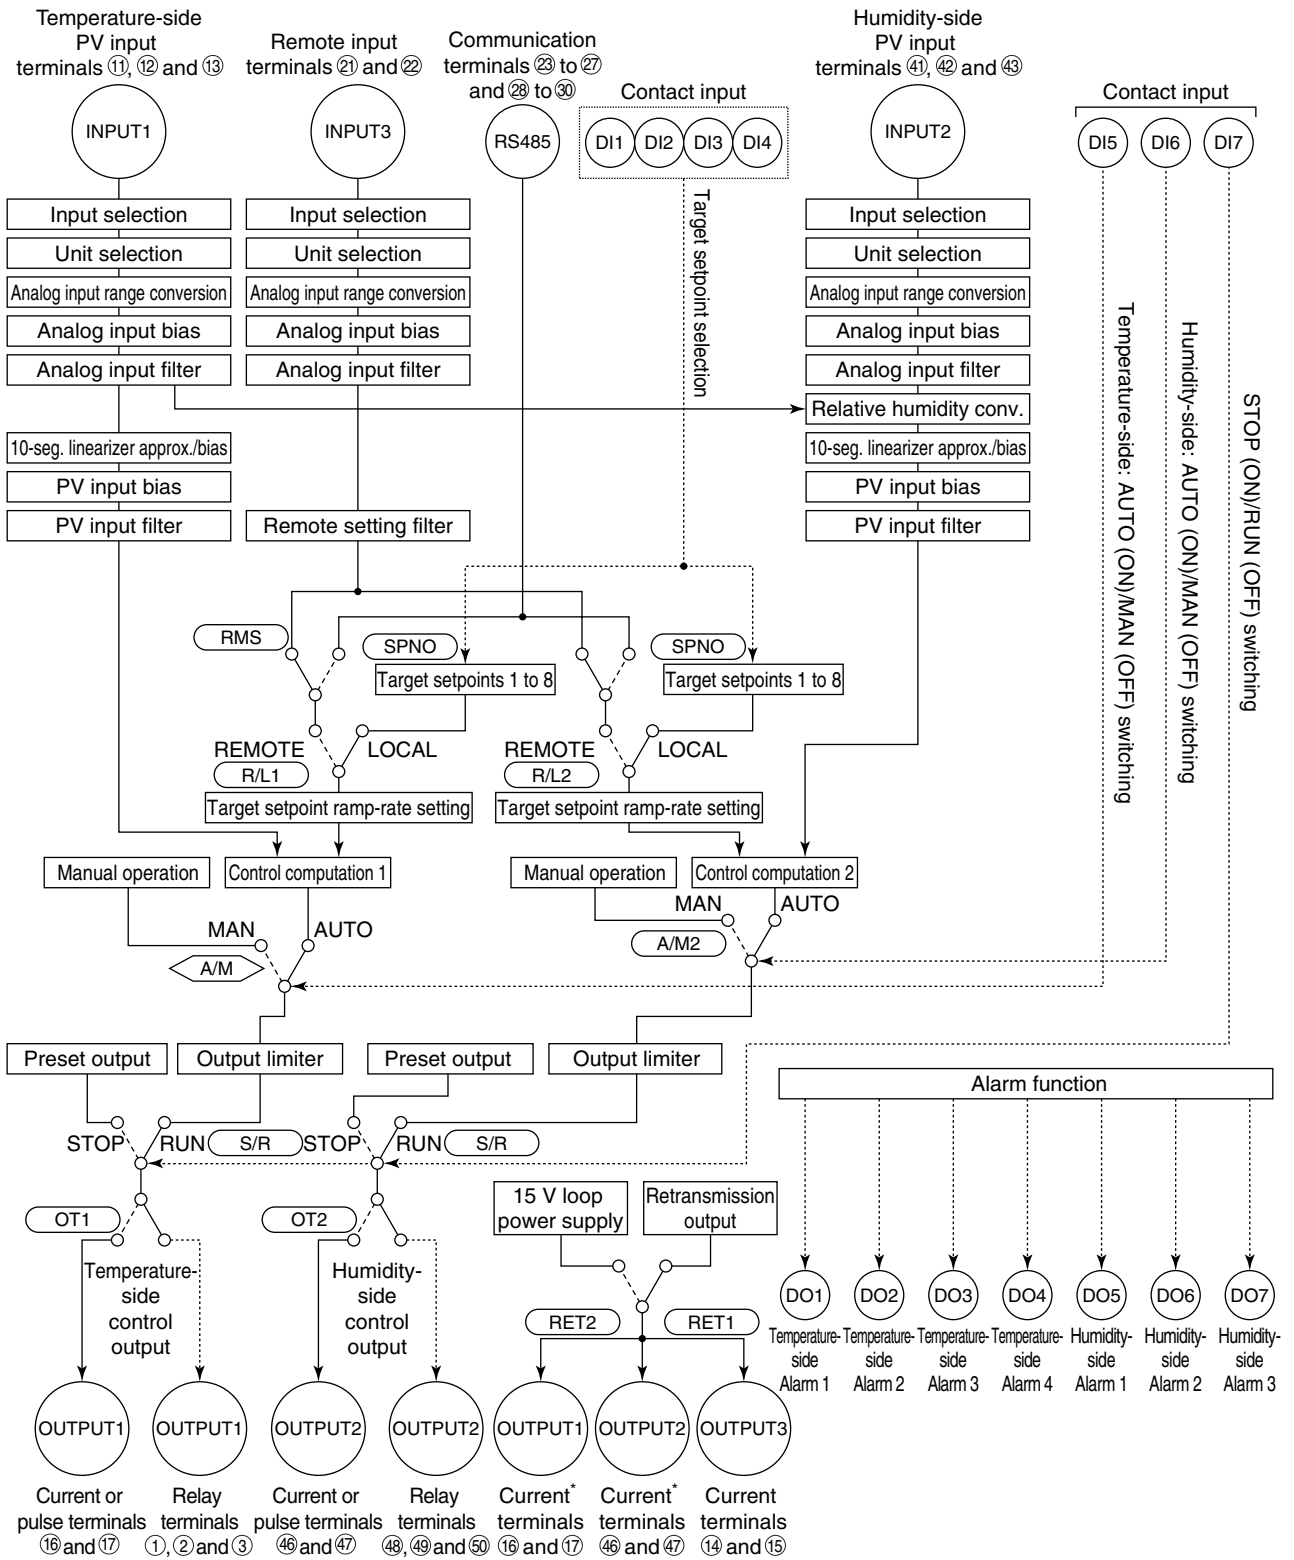 Temperature-side
PV input
terminals ⑪, ⑫ and ⑬
Remote input
terminals ㉑ and ㉒
Communication
terminals ㉓ to ㉗
and ㉘ to ㉚
Contact input
Humidity-side
PV input
terminals ㊶, ㊷ and ㊸
Contact input
INPUT1
INPUT3
RS485
DI1
DI2
DI3
DI4
INPUT2
DI5
DI6
DI7
Input selection
Unit selection
Analog input range conversion
Analog input bias
Analog input filter
10-seg. linearizer approx./bias
PV input bias
PV input filter
Input selection
Unit selection
Analog input range conversion
Analog input bias
Analog input filter
Remote setting filter
Target setpoint selection
Input selection
Unit selection
Analog input range conversion
Analog input bias
Analog input filter
Relative humidity conv.
10-seg. linearizer approx./bias
PV input bias
PV input filter
Temperature-side: AUTO (ON)/MAN (OFF) switching
Humidity-side: AUTO (ON)/MAN (OFF) switching
STOP (ON)/RUN (OFF) switching
RMS
SPNO
SPNO
Target setpoints 1 to 8
Target setpoints 1 to 8
REMOTE
LOCAL
REMOTE
LOCAL
R/L1
R/L2
Target setpoint ramp-rate setting
Target setpoint ramp-rate setting
Manual operation
Control computation 1
Manual operation
Control computation 2
MAN
AUTO
MAN
AUTO
A/M
A/M2
Preset output
Output limiter
Preset output
Output limiter
Alarm function
STOP
RUN
S/R
STOP
RUN
S/R
OT1
OT2
15 V loop
power supply
Retransmission
output
Temperature-
side
control
output
Humidity-
side
control
output
RET2
RET1
DO1
DO2
DO3
DO4
DO5
DO6
DO7
Temperature-
side
Alarm 1
Temperature-
side
Alarm 2
Temperature-
side
Alarm 3
Temperature-
side
Alarm 4
Humidity-
side
Alarm 1
Humidity-
side
Alarm 2
Humidity-
side
Alarm 3
OUTPUT1
OUTPUT1
OUTPUT2
OUTPUT2
OUTPUT1
OUTPUT2
OUTPUT3
Current or
pulse terminals
⑯ and ⑰
Relay
terminals
①, ② and ③
Current or
pulse terminals
㊻ and ㊼
Relay
terminals
㊽, ㊾ and ㊿
Current*
terminals
⑯ and ⑰
Current*
terminals
㊻ and ㊼
Current
terminals
⑭ and ⑮